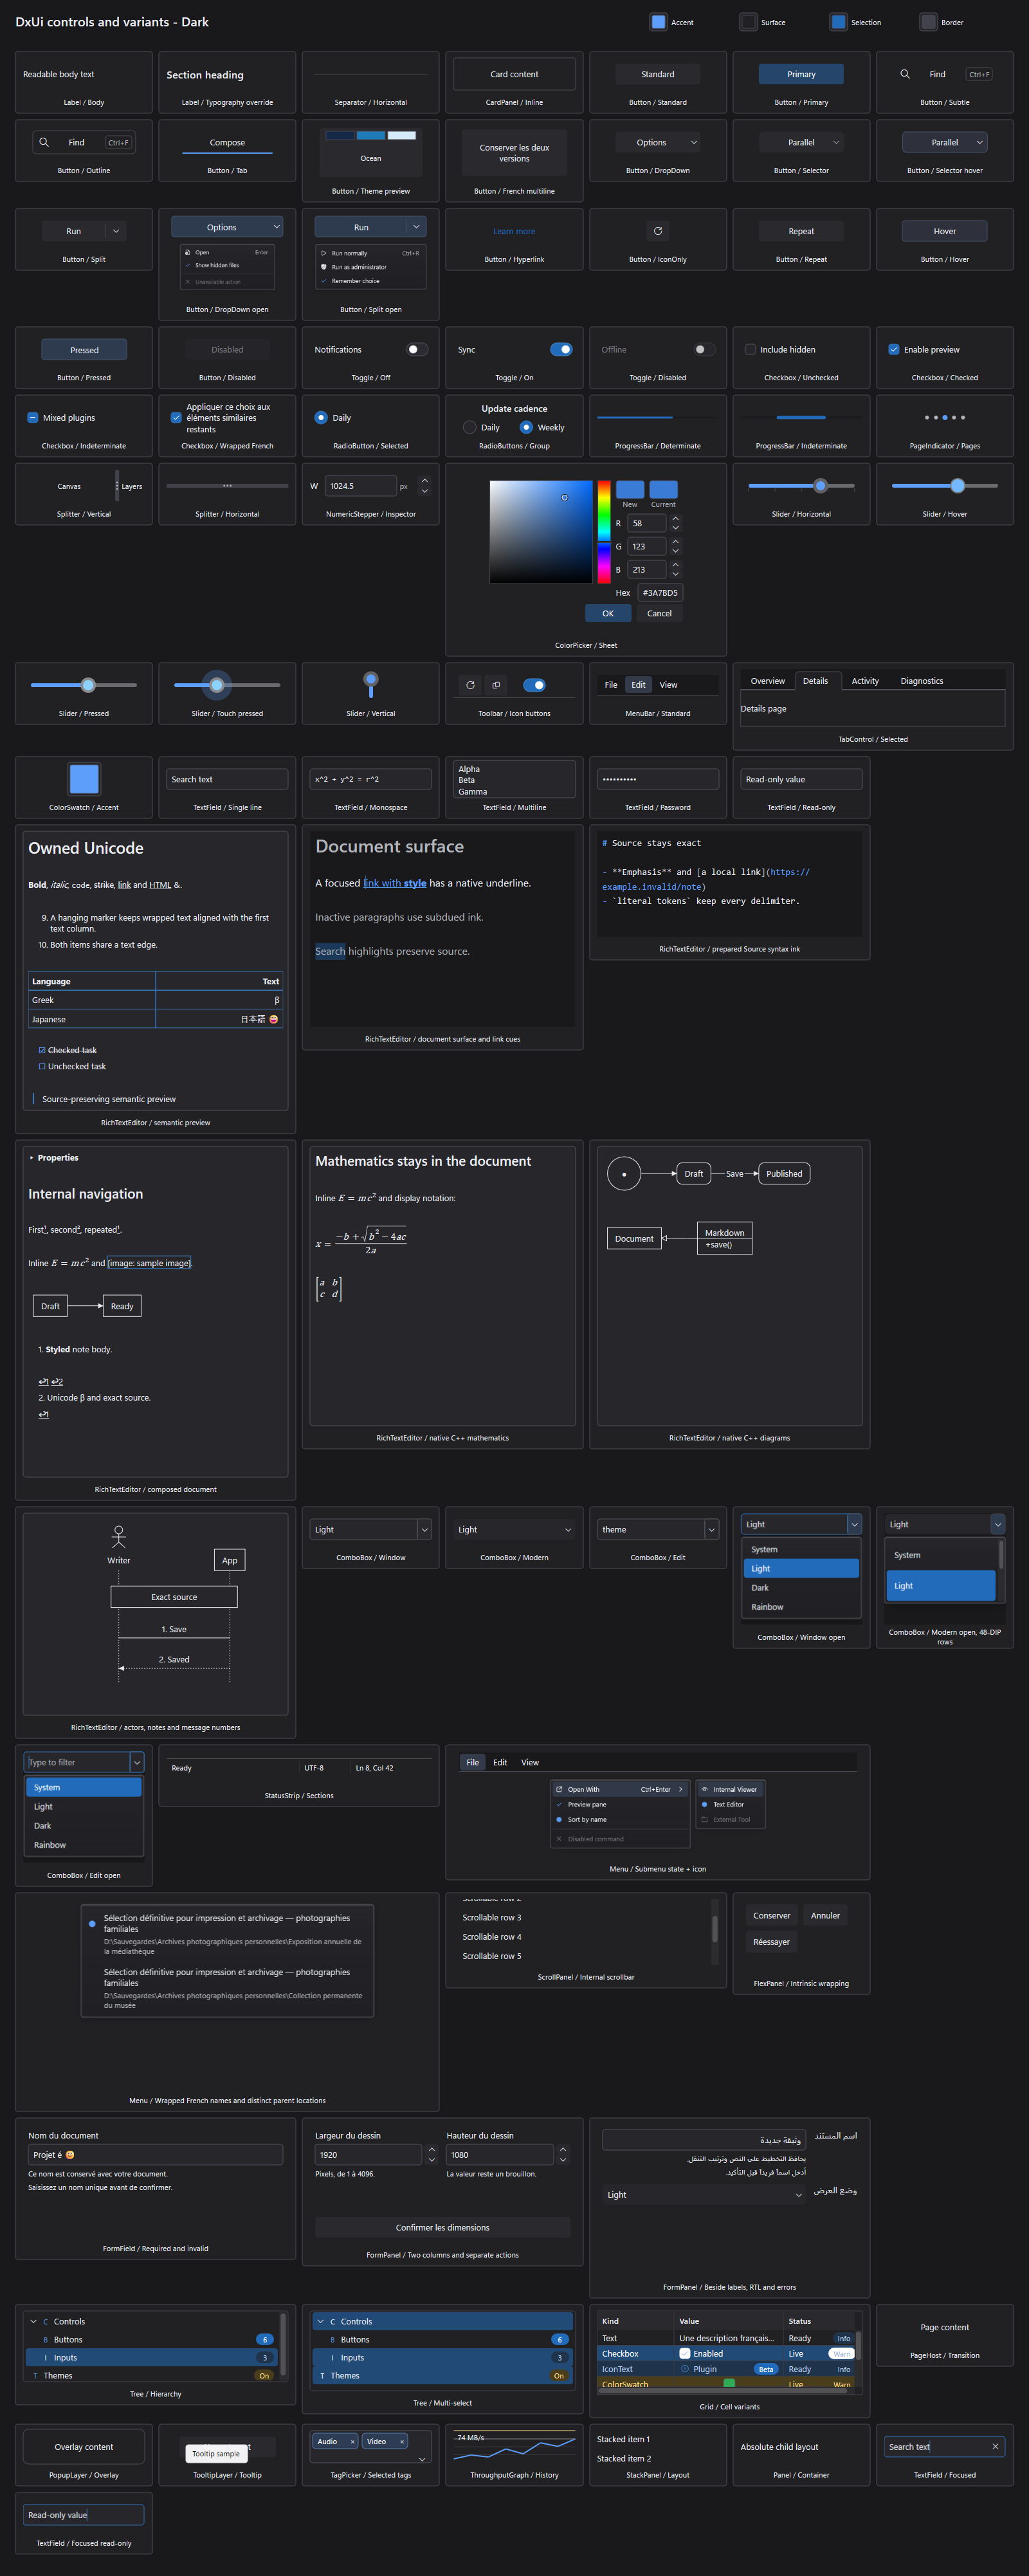 DxUi controls and variants - Dark
Accent
Surface
Selection
Border
Readable body text
Label / Body
Section heading
Label / Typography override
Separator / Horizontal
Card content
CardPanel / Inline
Standard
Button / Standard
Primary
Button / Primary
Find Ctrl+F
Button / Subtle
Find Ctrl+F
Button / Outline
Compose
Button / Tab
Ocean
Button / Theme preview
Conserver les deux
versions
Button / French multiline
Options
Button / DropDown
Parallel
Button / Selector
Parallel
Button / Selector hover
Run
Button / Split
Options
Open Enter
Show hidden files
Unavailable action
Button / DropDown open
Run
Run normally Ctrl+R
Run as administrator
Remember choice
Button / Split open
Learn more
Button / Hyperlink
Button / IconOnly
Repeat
Button / Repeat
Hover
Button / Hover
Pressed
Button / Pressed
Disabled
Button / Disabled
Notifications
Toggle / Off
Sync
Toggle / On
Offline
Toggle / Disabled
Include hidden
Checkbox / Unchecked
Enable preview
Checkbox / Checked
Mixed plugins
Checkbox / Indeterminate
Appliquer ce choix aux
éléments similaires
restants
Checkbox / Wrapped French
Daily
RadioButton / Selected
Update cadence
Daily Weekly
RadioButtons / Group
ProgressBar / Determinate
ProgressBar / Indeterminate
PageIndicator / Pages
Canvas Layers
Splitter / Vertical
Splitter / Horizontal
W 1024.5 px
NumericStepper / Inspector
New Current
R 58
G 123
B 213
Hex #3A7BD5
OK Cancel
ColorPicker / Sheet
Slider / Horizontal
Slider / Hover
Slider / Pressed
Slider / Touch pressed
Slider / Vertical
Toolbar / Icon buttons
File Edit View
MenuBar / Standard
Overview Details Activity Diagnostics
Details page
TabControl / Selected
ColorSwatch / Accent
Search text
TextField / Single line
x^2 + y^2 = r^2
TextField / Monospace
Alpha
Beta
Gamma
TextField / Multiline
••••••••••
TextField / Password
Read-only value
TextField / Read-only
Owned Unicode
Bold, italic, code, strike, link and HTML &.
9. A hanging marker keeps wrapped text aligned with the first
text column.
10. Both items share a text edge.
Language Text
Greek β
Japanese 日本語 😄
Checked task
Unchecked task
Source-preserving semantic preview
RichTextEditor / semantic preview
Document surface
A focused link with style has a native underline.
Inactive paragraphs use subdued ink.
Search highlights preserve source.
RichTextEditor / document surface and link cues
# Source stays exact
- **Emphasis** and [a local link](https://
example.invalid/note)
- `literal tokens` keep every delimiter.
RichTextEditor / prepared Source syntax ink
Properties
Internal navigation
First¹, second², repeated¹.
Inline E = mc² and [image: sample image].
Draft Ready
1. Styled note body.
↩1 ↩2
2. Unicode β and exact source.
↩1
RichTextEditor / composed document
Mathematics stays in the document
Inline E = mc² and display notation:
x = −b + √b² − 4ac
2a
a b
c d
RichTextEditor / native C++ mathematics
Draft Save Published
Document Markdown
+save()
RichTextEditor / native C++ diagrams
Writer App
Exact source
1. Save
2. Saved
RichTextEditor / actors, notes and message numbers
Light
ComboBox / Window
Light
ComboBox / Modern
theme
ComboBox / Edit
Light
System
Light
Dark
Rainbow
ComboBox / Window open
Light
System
Light
ComboBox / Modern open, 48-DIP
rows
Type to filter
System
Light
Dark
Rainbow
ComboBox / Edit open
Ready UTF-8 Ln 8, Col 42
StatusStrip / Sections
File Edit View
Open With Ctrl+Enter
Preview pane
Sort by name
Disabled command
Internal Viewer
Text Editor
External Tool
Menu / Submenu state + icon
Sélection définitive pour impression et archivage — photographies
familiales
D:\Sauvegardes\Archives photographiques personnelles\Exposition annuelle de
la médiathèque
Sélection définitive pour impression et archivage — photographies
familiales
D:\Sauvegardes\Archives photographiques personnelles\Collection permanente
du musée
Menu / Wrapped French names and distinct parent locations
Scrollable row 2
Scrollable row 3
Scrollable row 4
Scrollable row 5
ScrollPanel / Internal scrollbar
Conserver Annuler
Réessayer
FlexPanel / Intrinsic wrapping
Nom du document
Projet é 😀
Ce nom est conservé avec votre document.
Saisissez un nom unique avant de confirmer.
FormField / Required and invalid
Largeur du dessin Hauteur du dessin
1920 1080
Pixels, de 1 à 4096. La valeur reste un brouillon.
Confirmer les dimensions
FormPanel / Two columns and separate actions
اسم المستند
وثيقة جديدة
يحافظ التخطيط على النص وترتيب التنقل.
أدخل اسماً فريداً قبل التأكيد.
وضع العرض
Light
FormPanel / Beside labels, RTL and errors
C Controls
B Buttons 6
I Inputs 3
T Themes On
Tree / Hierarchy
C Controls
B Buttons 6
I Inputs 3
T Themes On
Tree / Multi-select
Kind Value Status
Text Une description français... Ready Info
Checkbox Enabled Live Warn
IconText Plugin Beta Ready Info
ColorSwatch Live Warn
Grid / Cell variants
Page content
PageHost / Transition
Overlay content
PopupLayer / Overlay
Tooltip sample
TooltipLayer / Tooltip
Audio × Video ×
TagPicker / Selected tags
74 MB/s
ThroughputGraph / History
Stacked item 1
Stacked item 2
StackPanel / Layout
Absolute child layout
Panel / Container
Search text
TextField / Focused
Read-only value
TextField / Focused read-only